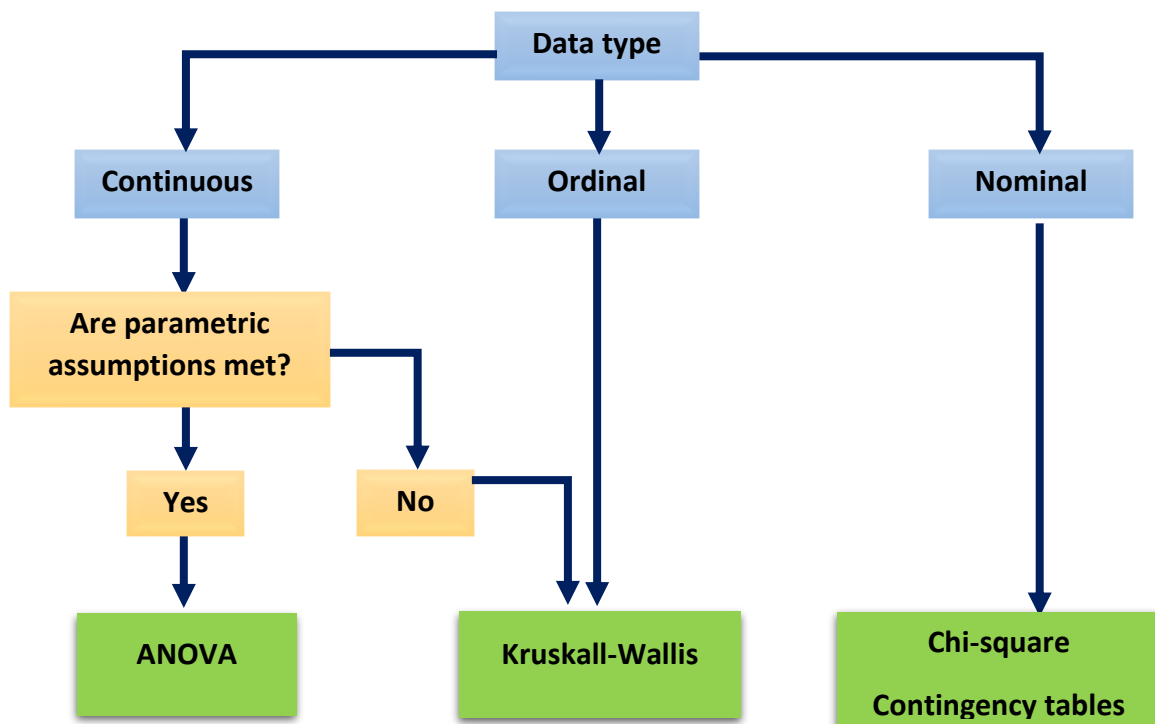 Data type
Continuous
Ordinal
Nominal
Are parametric
assumptions met?
Yes
No
ANOVA
Kruskall-Wallis
Chi-square
Contingency tables